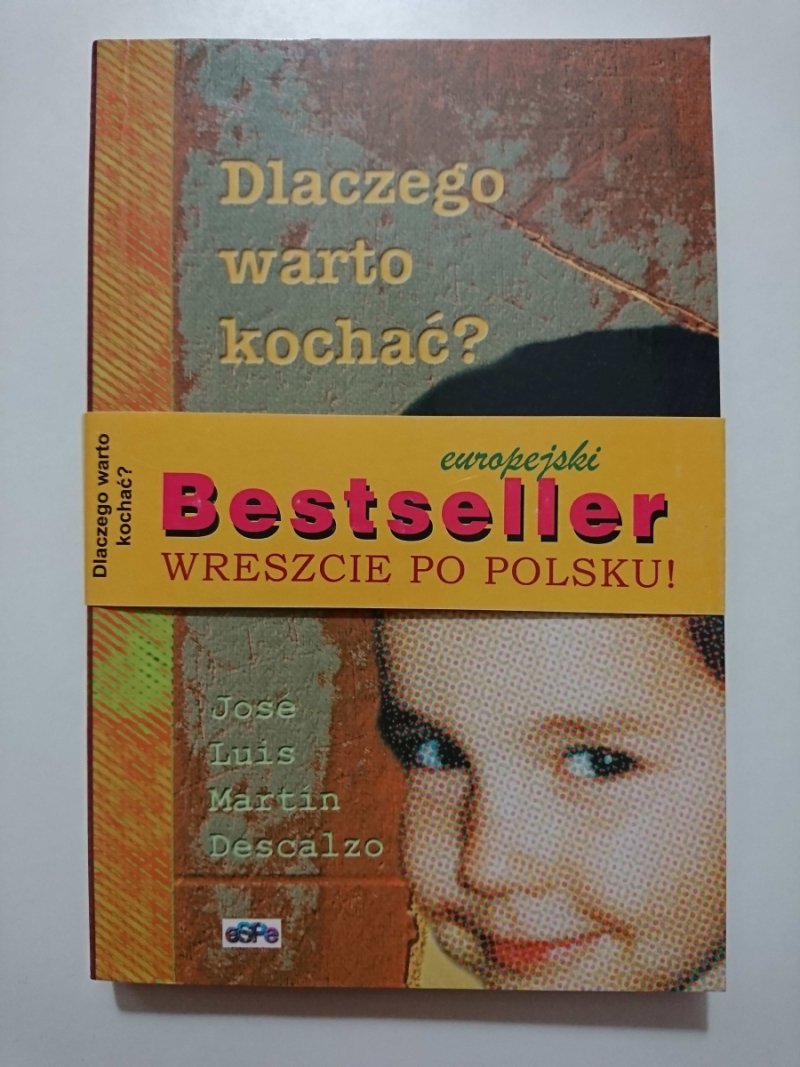 Dlaczego
warto
kochać?
Dlaczego warto
kochać?
europejski
Bestseller
WRESZCIE PO POLSKU!
José
Luis
Martín
Descalzo
eSPe